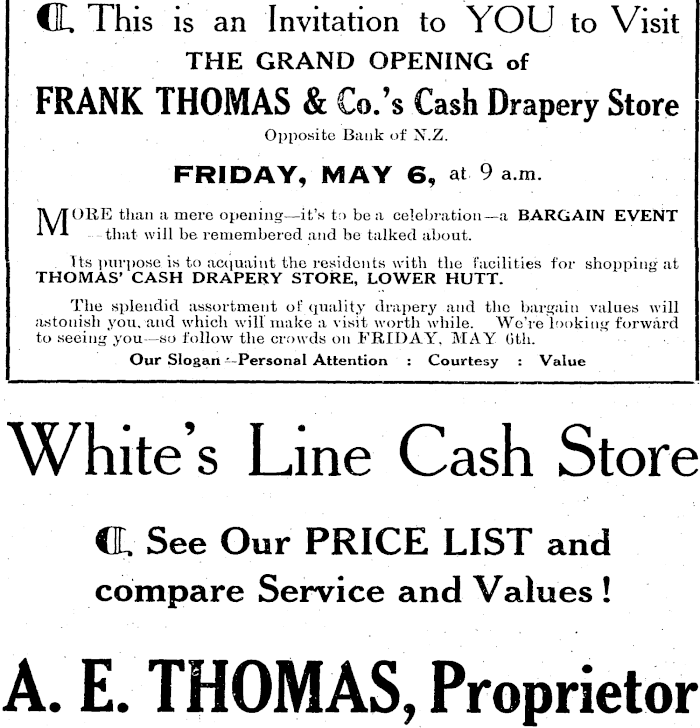 This is an Invitation to YOU to Visit
THE GRAND OPENING of
FRANK THOMAS & Co.'s Cash Drapery Store
Opposite Bank of N.Z.
FRIDAY, MAY 6, at 9 a.m.
MORE than a mere opening—it's to be a celebration—a BARGAIN EVENT
—that will be remembered and be talked about.
Its purpose is to acquaint the residents with the facilities for shopping at
THOMAS' CASH DRAPERY STORE, LOWER HUTT.
The splendid assortment of quality drapery and the bargain values will
astonish you, and which will make a visit worth while. We're looking forward
to seeing you—so follow the crowds on FRIDAY, MAY 6th.
Our Slogan—Personal Attention : Courtesy : Value
White's Line Cash Store
See Our PRICE LIST and
compare Service and Values!
A. E. THOMAS, Proprietor